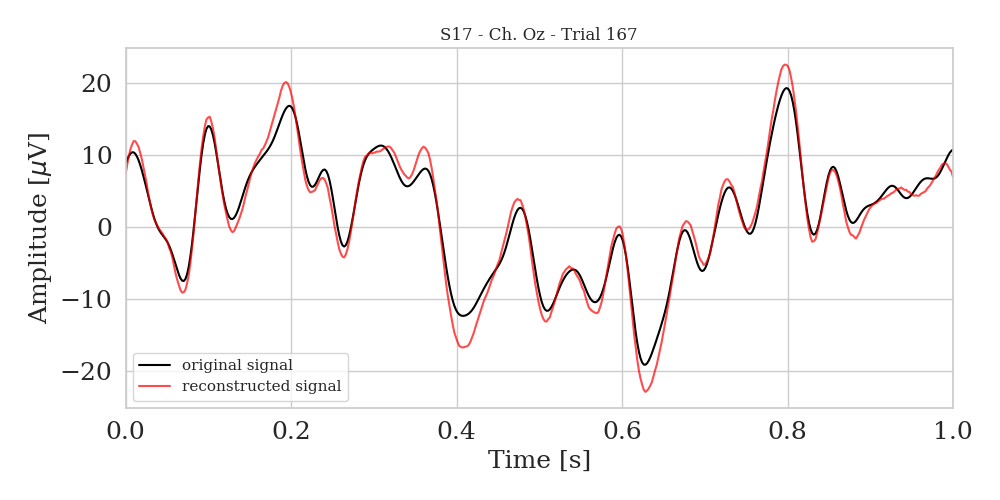 S17 - Ch. Oz - Trial 167
Amplitude [μV]
20
10
0
−10
−20
original signal
reconstructed signal
0.0 0.2 0.4 0.6 0.8 1.0
Time [s]